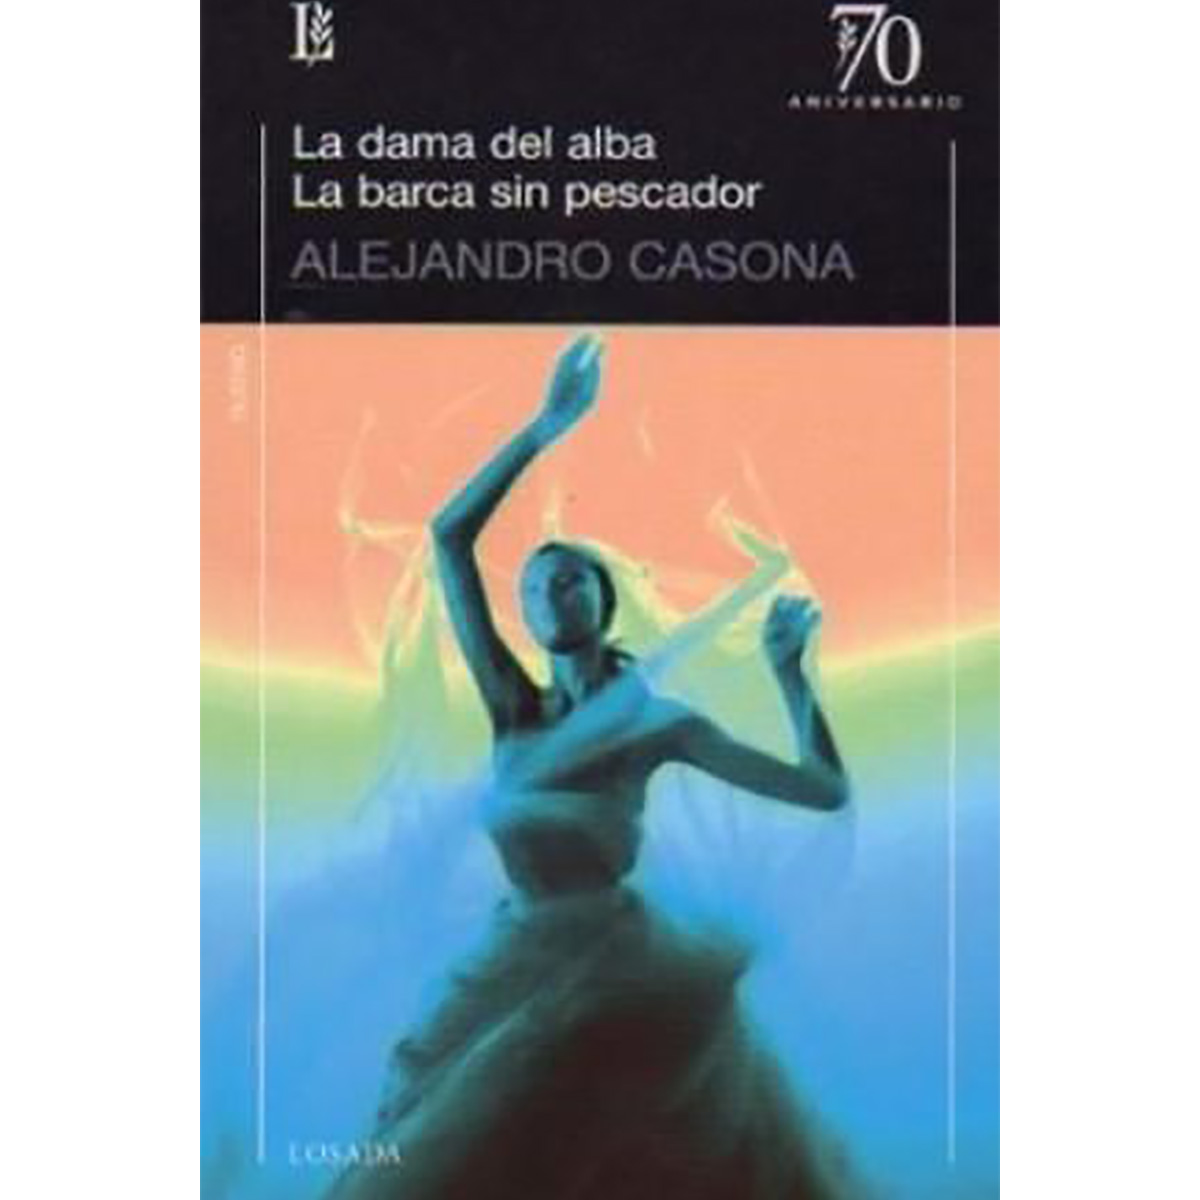 L
70
ANIVERSARIO
La dama del alba
La barca sin pescador
ALEJANDRO CASONA
LOSADA